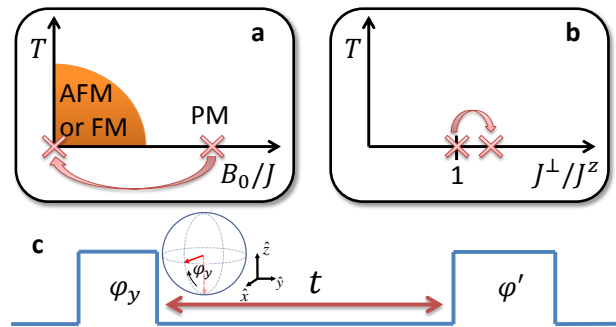 a
T
AFM
or FM
PM
B₀/J
b
T
1
J^⊥/J^z
c
φ_y
φ_y
ẑ
ŷ
x̂
t
φ'